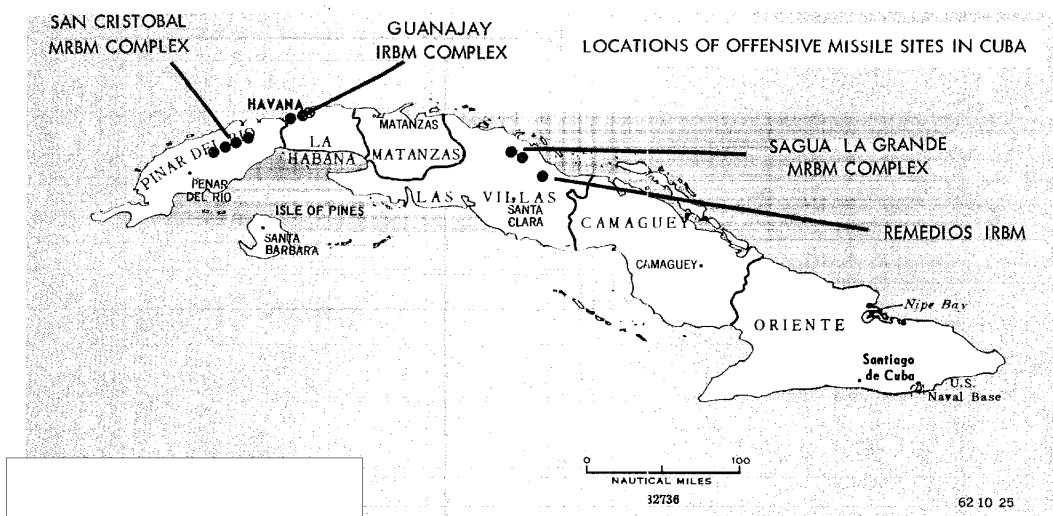 SAN CRISTOBAL
MRBM COMPLEX
GUANAJAY
IRBM COMPLEX
LOCATIONS OF OFFENSIVE MISSILE SITES IN CUBA
HAVANA
PINAR DEL RIO
PENAR
DEL RIO
LA
HABANA
MATANZAS
MATANZAS
SAGUA LA GRANDE
MRBM COMPLEX
LAS VILLAS
SANTA
CLARA
ISLE OF PINES
SANTA
BARBARA
CAMAGUEY
REMEDIOS IRBM
CAMAGUEY
Nipe Bay
ORIENTE
Santiago
de Cuba
U.S.
Naval Base
0 100
NAUTICAL MILES
32736
62 10 25